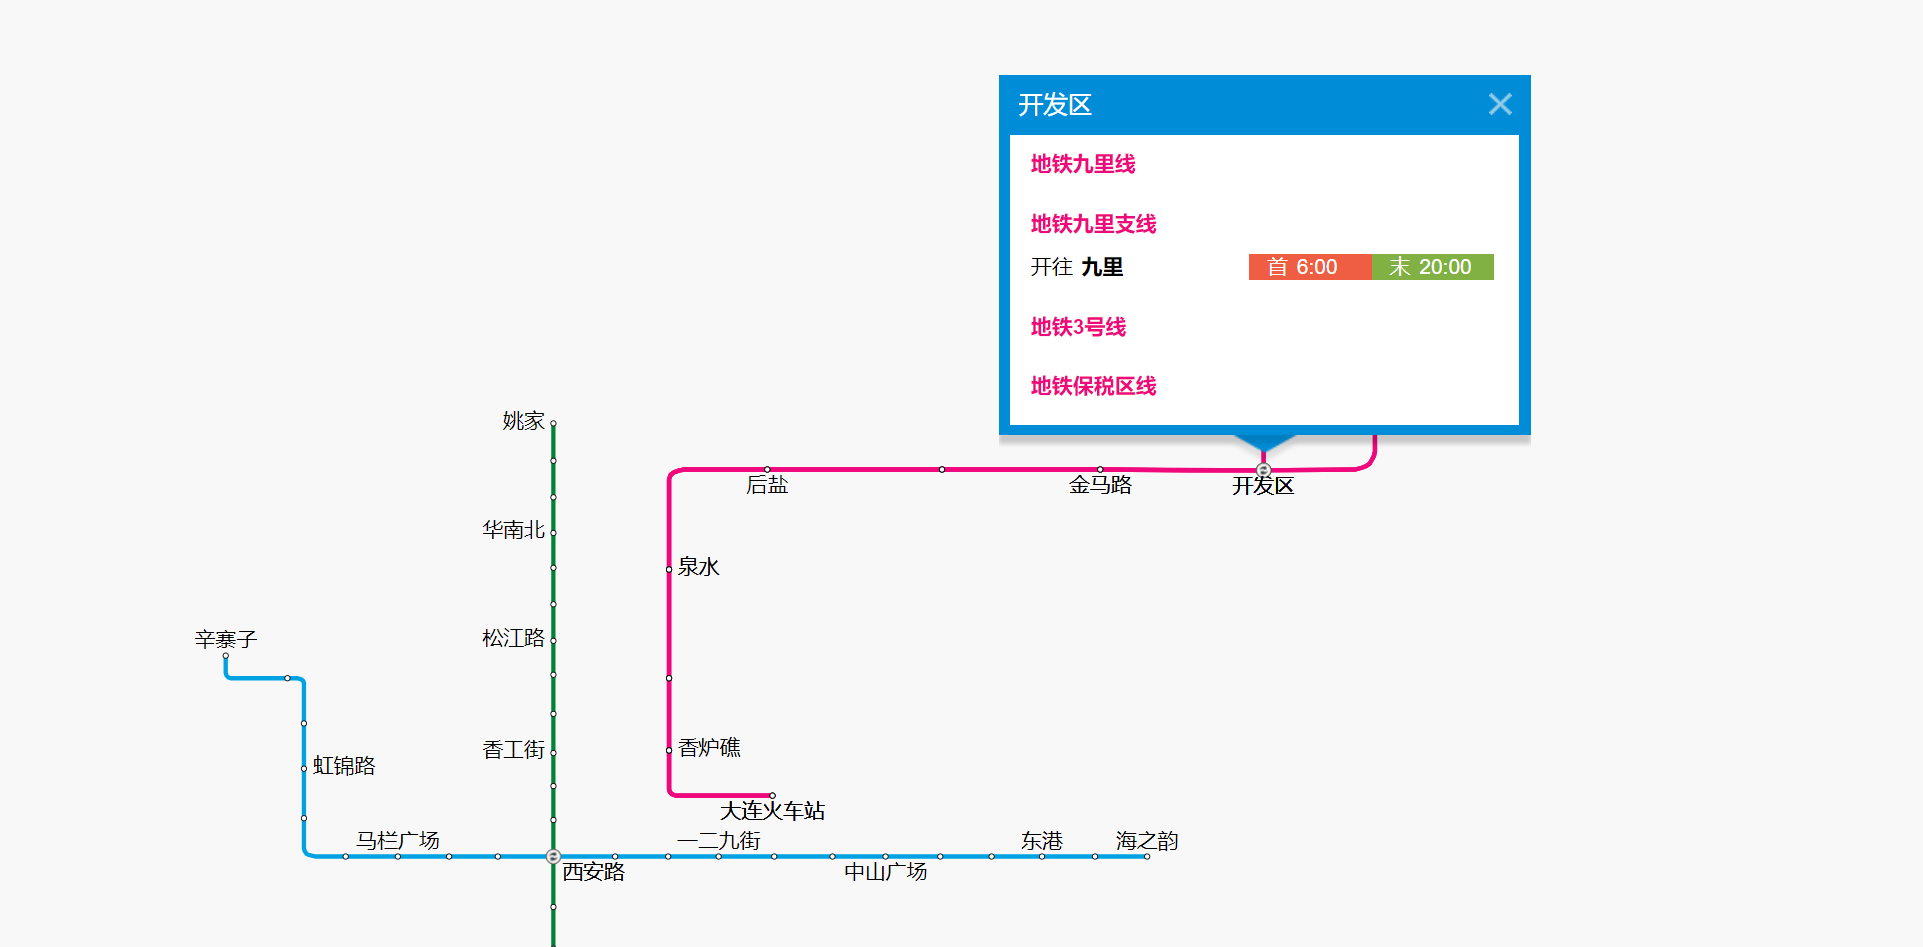 开发区
地铁九里线
地铁九里支线
开往 九里 首 6:00 末 20:00
地铁3号线
地铁保税区线
姚家
后盐
金马路
开发区
华南北
泉水
辛寨子
松江路
香工街
香炉礁
虹锦路
大连火车站
马栏广场
一二九街
东港
海之韵
西安路
中山广场